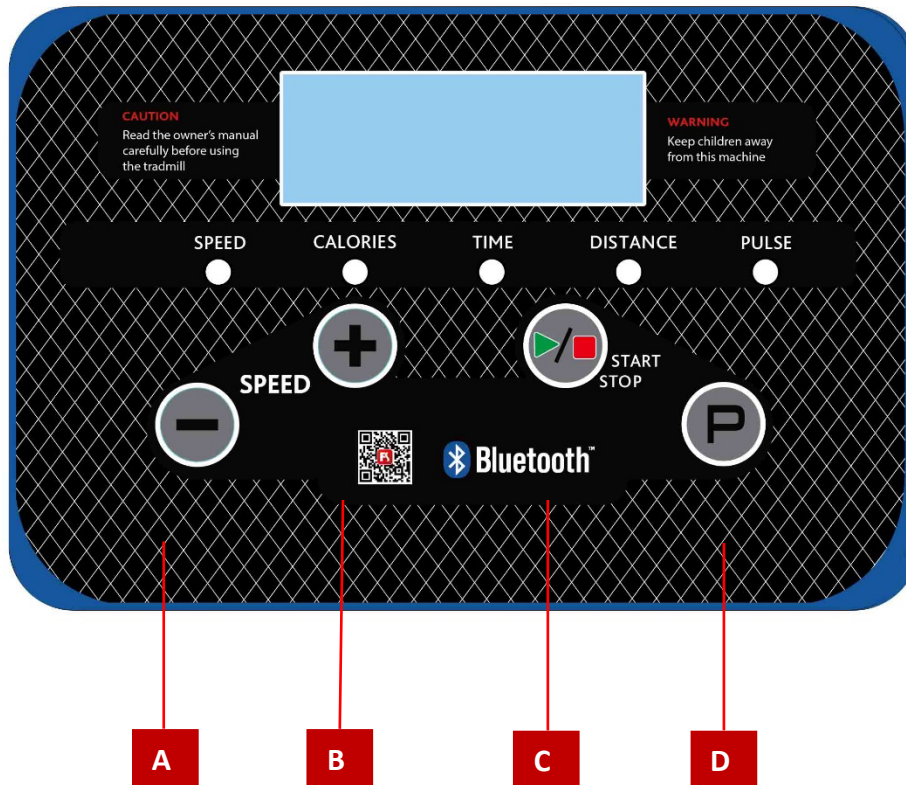 CAUTION
Read the owner's manual
carefully before using
the tradmill
WARNING
Keep children away
from this machine
SPEED CALORIES TIME DISTANCE PULSE
+
▶/■
START
STOP
SPEED
−
P
Bluetooth™
A B C D